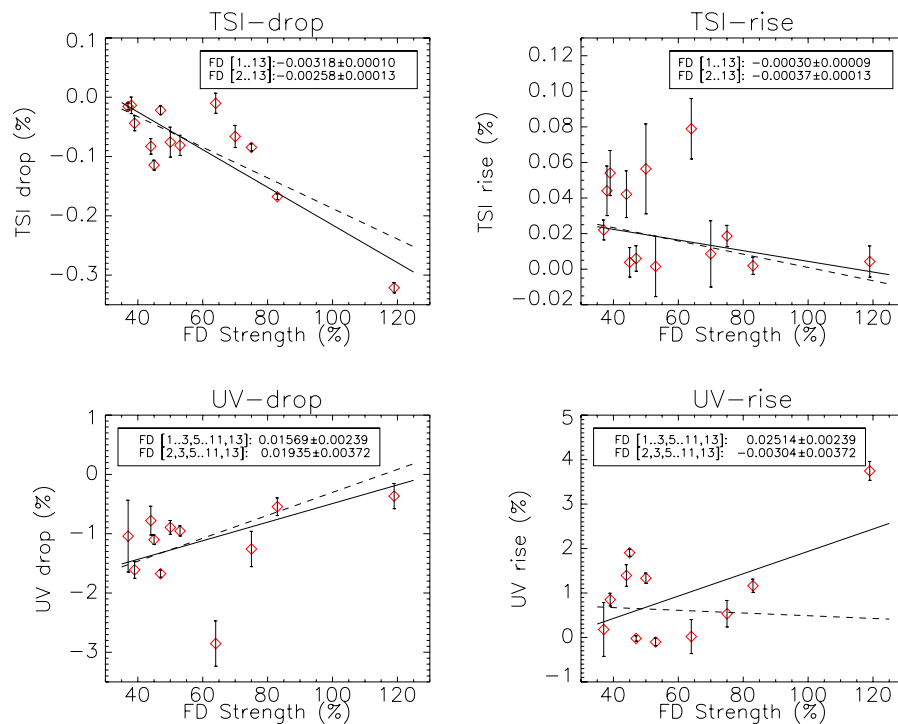 TSI-drop
FD [1..13]:-0.00318±0.00010
FD [2..13]:-0.00258±0.00013
0.1
0.0
-0.1
-0.2
-0.3
TSI drop (%)
40 60 80 100 120
FD Strength (%)
TSI-rise
FD [1..13]: -0.00030±0.00009
FD [2..13]: -0.00037±0.00013
0.12
0.10
0.08
0.06
0.04
0.02
0.00
-0.02
TSI rise (%)
40 60 80 100 120
FD Strength (%)
UV-drop
FD [1..3,5..11,13]: 0.01569±0.00239
FD [2,3,5..11,13]: 0.01935±0.00372
1
0
-1
-2
-3
UV drop (%)
40 60 80 100 120
FD Strength (%)
UV-rise
FD [1..3,5..11,13]: 0.02514±0.00239
FD [2,3,5..11,13]: -0.00304±0.00372
5
4
3
2
1
0
-1
UV rise (%)
40 60 80 100 120
FD Strength (%)